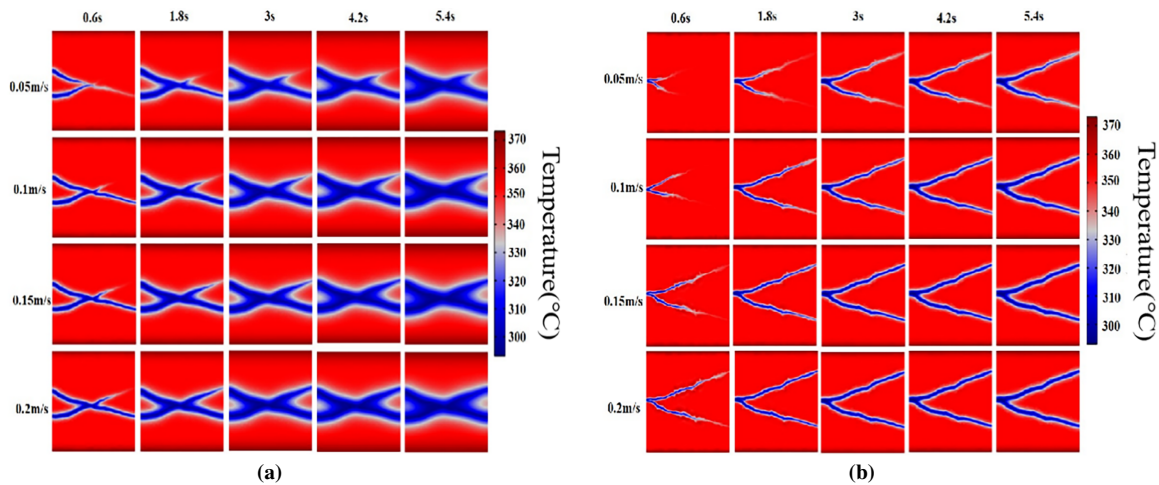 0.6s 1.8s 3s 4.2s 5.4s
0.05m/s
0.1m/s
0.15m/s
0.2m/s
370
360
350
340
330
320
310
300
Temperature(°C)
(a)
0.6s 1.8s 3s 4.2s 5.4s
0.05m/s
0.1m/s
0.15m/s
0.2m/s
370
360
350
340
330
320
310
300
Temperature(°C)
(b)